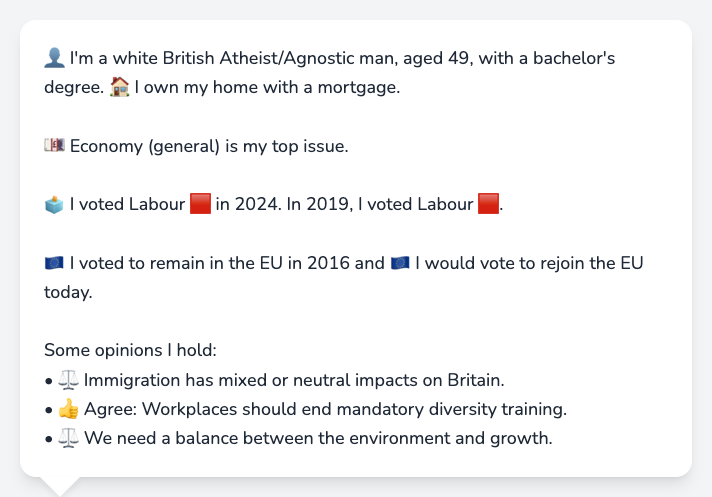 👤 I'm a white British Atheist/Agnostic man, aged 49, with a bachelor's
degree. 🏠 I own my home with a mortgage.
💷 Economy (general) is my top issue.
🗳️ I voted Labour 🟥 in 2024. In 2019, I voted Labour 🟥.
🇪🇺 I voted to remain in the EU in 2016 and 🇪🇺 I would vote to rejoin the EU
today.
Some opinions I hold:
• ⚖️ Immigration has mixed or neutral impacts on Britain.
• 👍 Agree: Workplaces should end mandatory diversity training.
• ⚖️ We need a balance between the environment and growth.